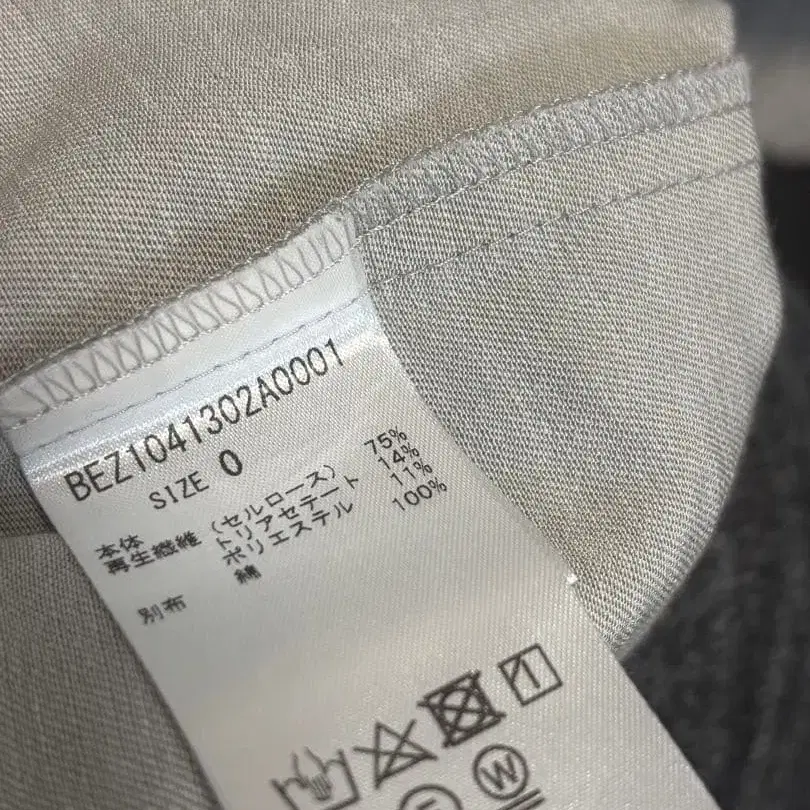 BEZ1041302A0001
SIZE 0
本体
再生繊維 (セルロース) 75%
トリアセテート 14%
ポリエステル 11%
別布 綿 100%
W